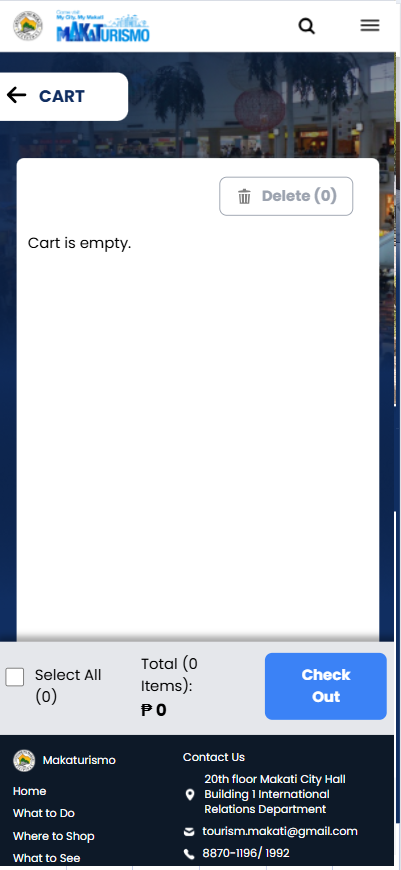 Come visit
My City, My Makati
MAKATURISMO
CART
Delete (0)
Cart is empty.
Select All
(0)
Total (0
Items):
₱ 0
Check
Out
Makaturismo
Home
What to Do
Where to Shop
What to See
Contact Us
20th floor Makati City Hall
Building 1 International
Relations Department
tourism.makati@gmail.com
8870-1196/ 1992